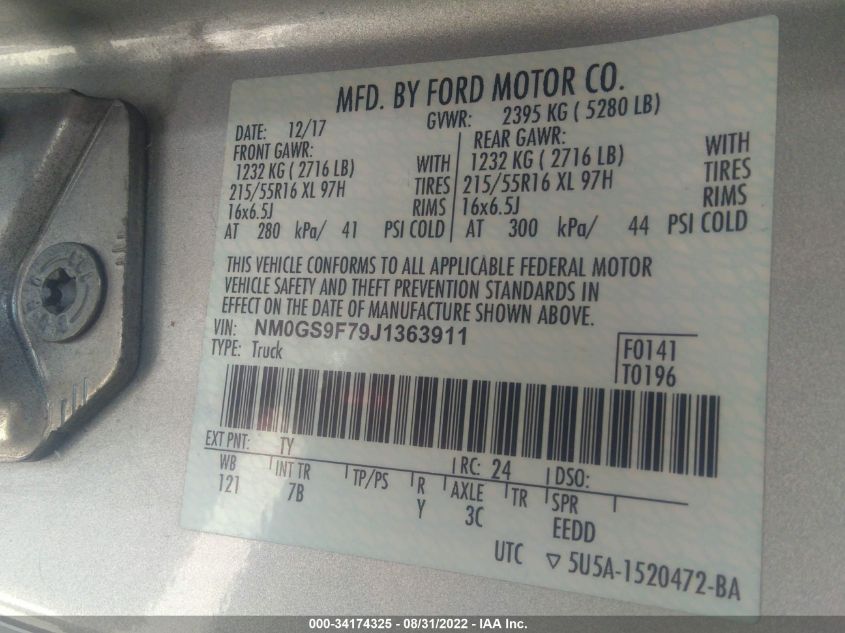 MFD. BY FORD MOTOR CO.
DATE: 12/17 GVWR: 2395 KG ( 5280 LB)
FRONT GAWR: REAR GAWR:
1232 KG ( 2716 LB) WITH 1232 KG ( 2716 LB) WITH
215/55R16 XL 97H TIRES 215/55R16 XL 97H TIRES
16x6.5J RIMS 16x6.5J RIMS
AT 280 kPa/ 41 PSI COLD AT 300 kPa/ 44 PSI COLD
THIS VEHICLE CONFORMS TO ALL APPLICABLE FEDERAL MOTOR
VEHICLE SAFETY AND THEFT PREVENTION STANDARDS IN
EFFECT ON THE DATE OF MANUFACTURE SHOWN ABOVE.
VIN: NM0GS9F79J1363911
TYPE: Truck
F0141
T0196
EXT PNT: TY RC: 24 DSO:
WB INT TR TP/PS R AXLE TR SPR
121 7B Y 3C EEDD
UTC ▽ 5U5A-1520472-BA
000-34174325 - 08/31/2022 - IAA Inc.